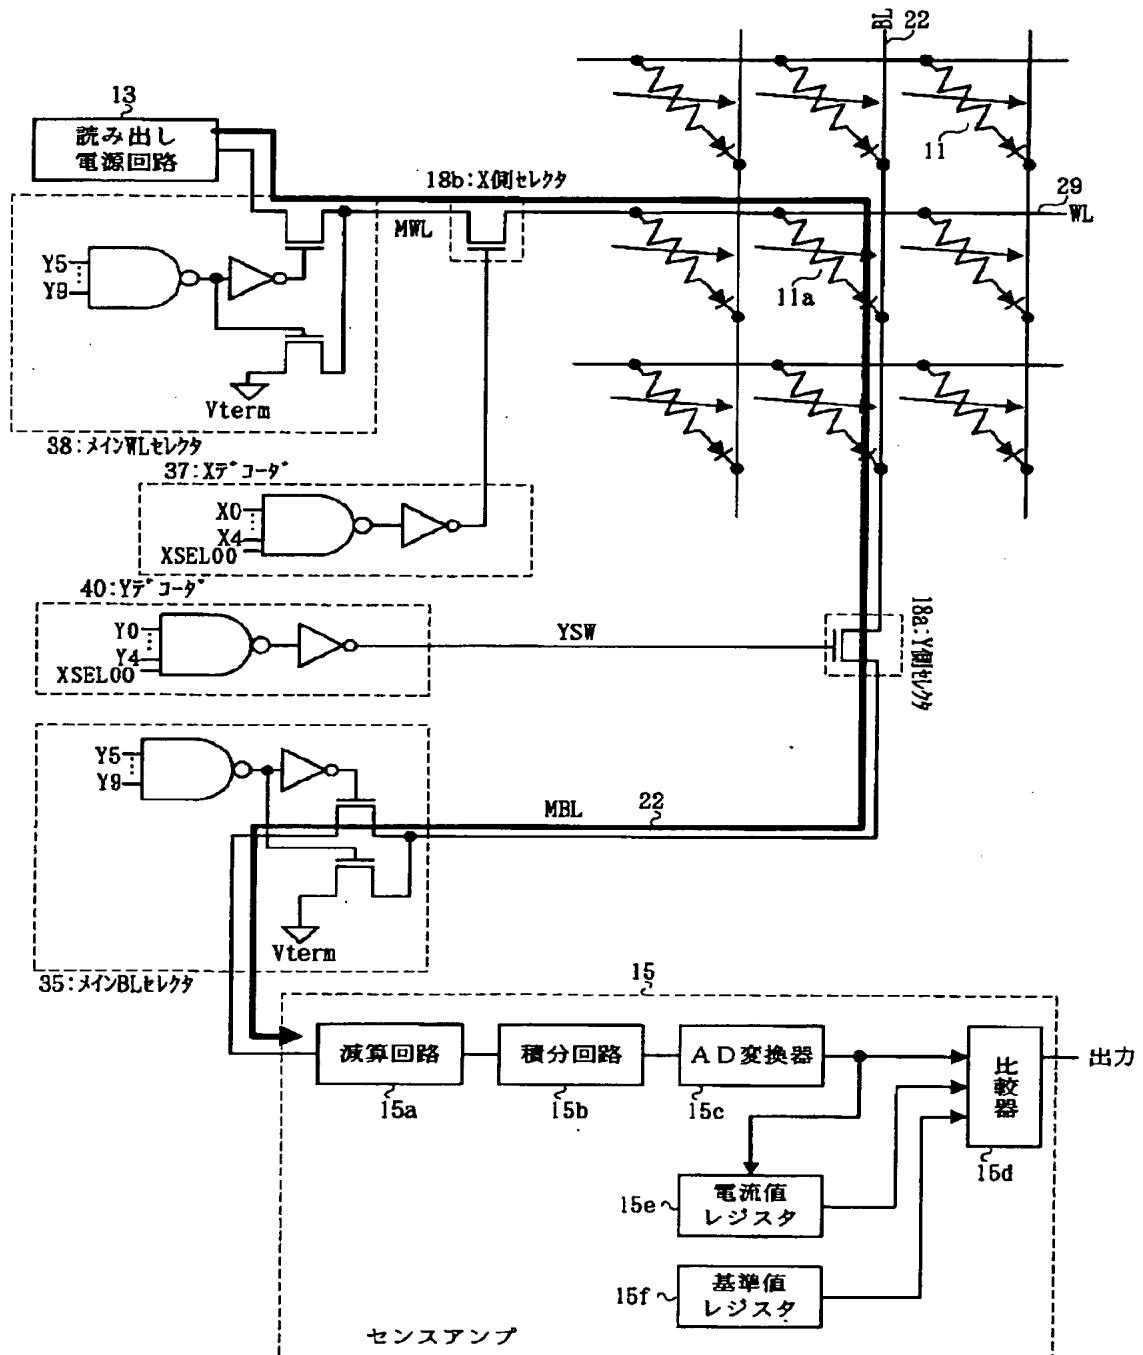 BL 22
13
読み出し
電源回路
18b:X側セレクタ
11
29
WL
MWL
Y5
Y9
11a
Vterm
38:メインWLセレクタ
37:Xデコーダ
X0
X4
XSEL00
40:Yデコーダ
Y0
Y4
XSEL00
YSW
18a:Y側セレクタ
Y5
Y9
MBL
22
Vterm
35:メインBLセレクタ
15
減算回路
積分回路
AD変換器
比較器
出力
15a
15b
15c
15d
15e
電流値
レジスタ
15f
基準値
レジスタ
センスアンプ